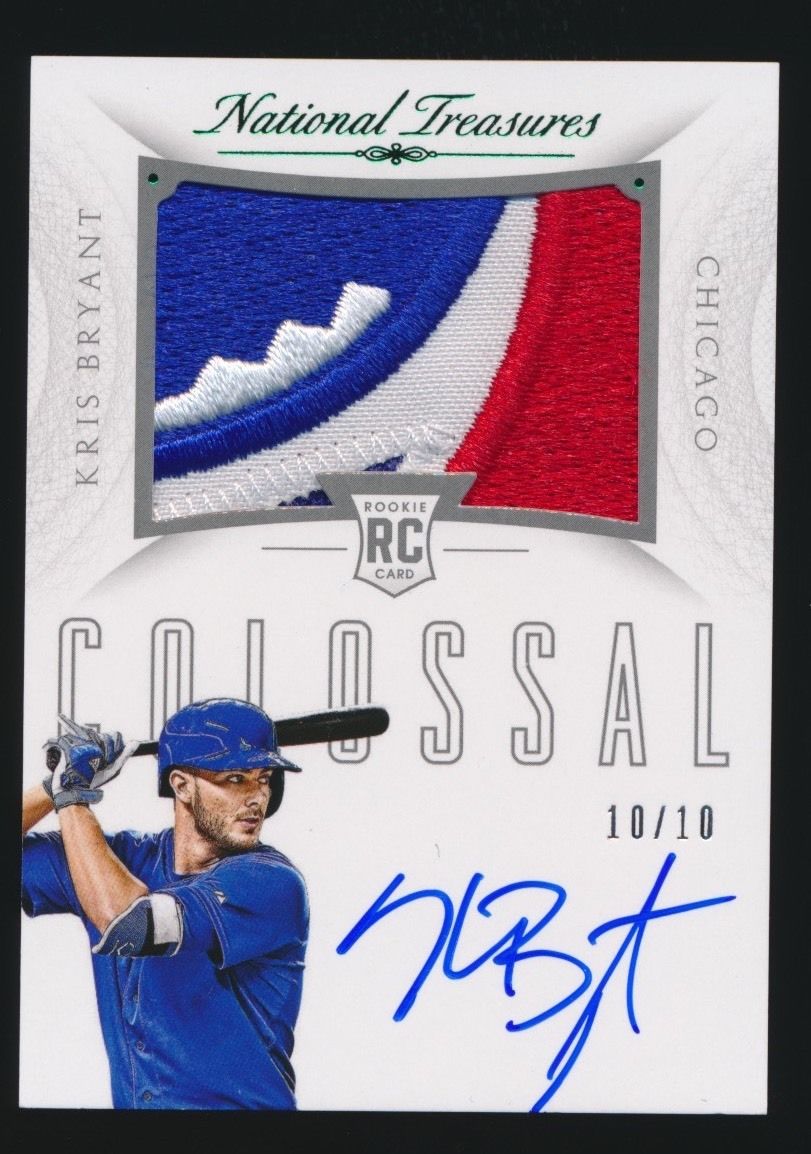 National Treasures
KRIS BRYANT
CHICAGO
ROOKIE
RC
CARD
COLOSSAL
10/10